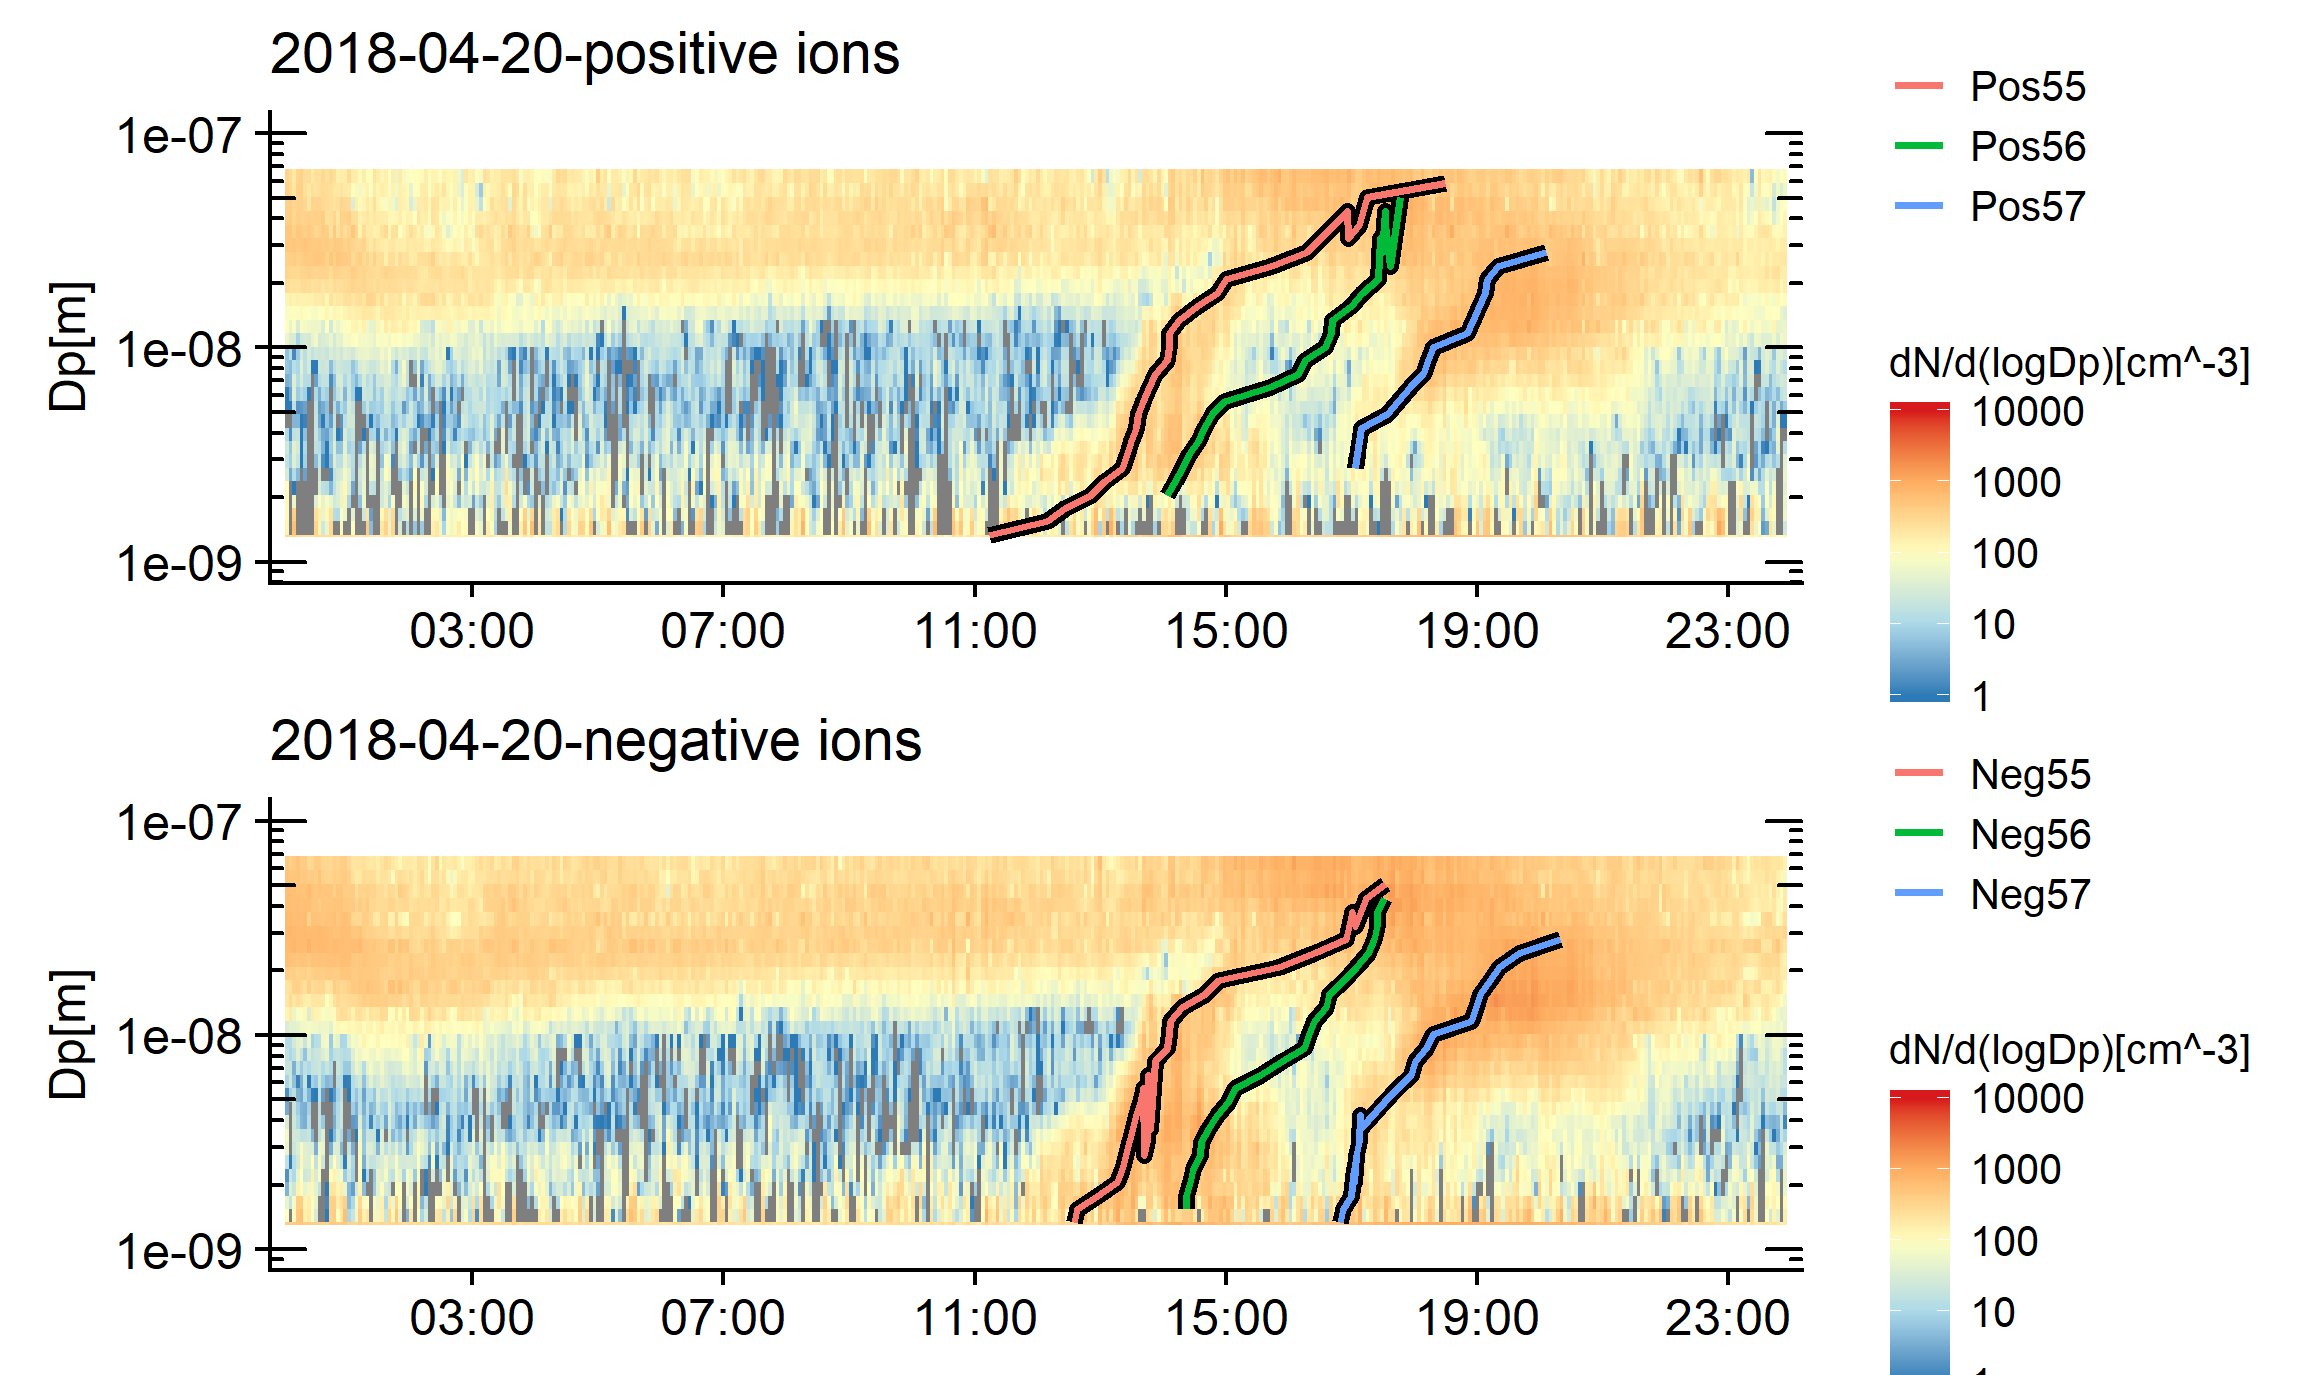 2018-04-20-positive ions
Dp[m]
1e-07
1e-08
1e-09
03:00 07:00 11:00 15:00 19:00 23:00
Pos55
Pos56
Pos57
dN/d(logDp)[cm^-3]
10000
1000
100
10
1
2018-04-20-negative ions
Dp[m]
1e-07
1e-08
1e-09
03:00 07:00 11:00 15:00 19:00 23:00
Neg55
Neg56
Neg57
dN/d(logDp)[cm^-3]
10000
1000
100
10